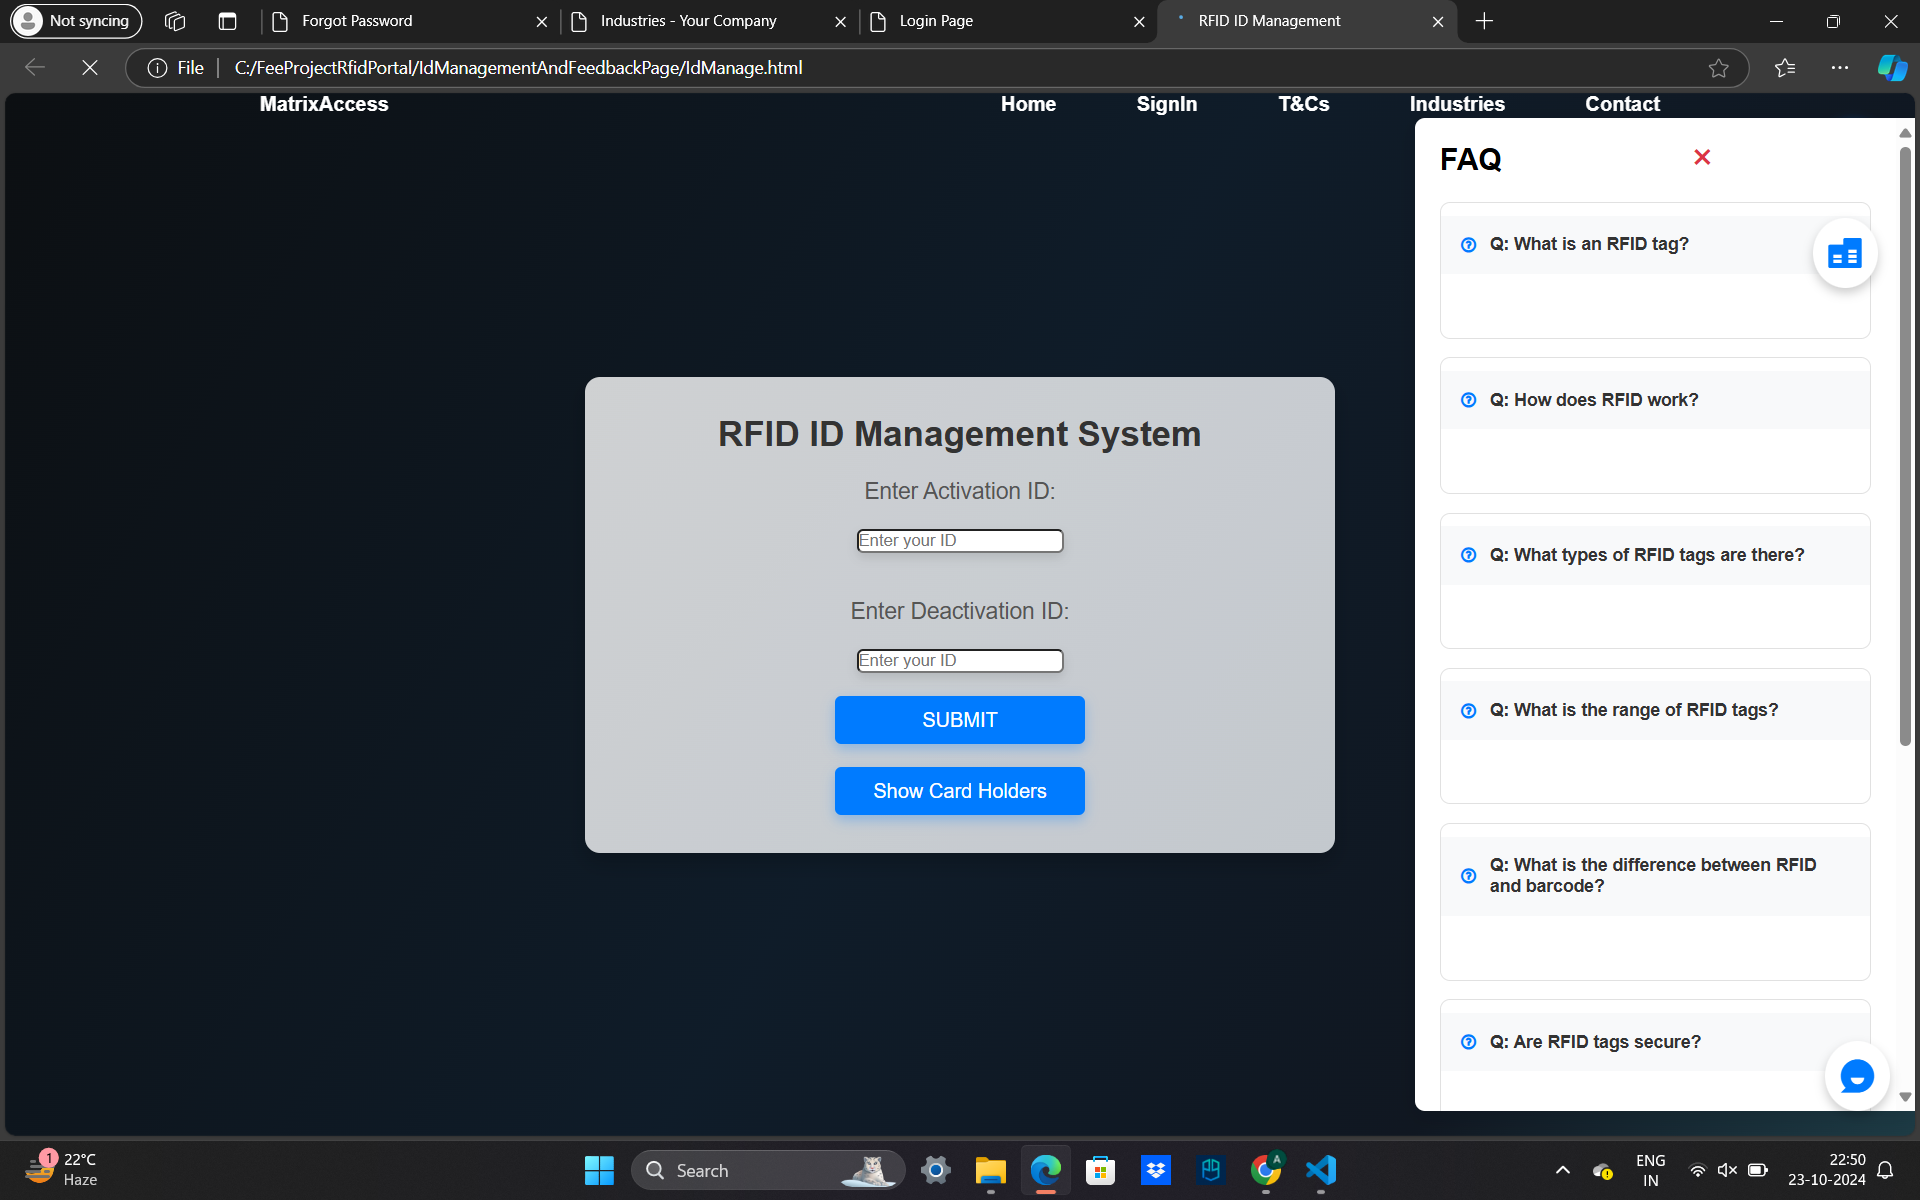 Not syncing
Forgot Password
Industries - Your Company
Login Page
RFID ID Management
File
C:/FeeProjectRfidPortal/IdManagementAndFeedbackPage/IdManage.html
MatrixAccess
Home
SignIn
T&Cs
Industries
Contact
RFID ID Management System
Enter Activation ID:
Enter your ID
Enter Deactivation ID:
Enter your ID
SUBMIT
Show Card Holders
FAQ
Q: What is an RFID tag?
Q: How does RFID work?
Q: What types of RFID tags are there?
Q: What is the range of RFID tags?
Q: What is the difference between RFID
and barcode?
Q: Are RFID tags secure?
1
22°C
Haze
Search
A
ENG
IN
22:50
23-10-2024